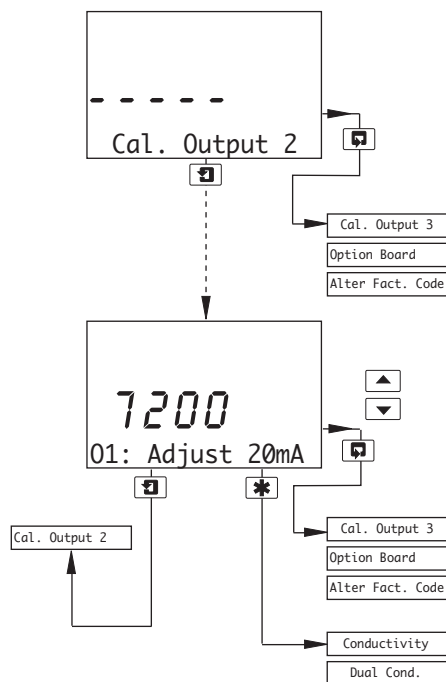 - - - - -
Cal. Output 2
Cal. Output 3
Option Board
Alter Fact. Code
7200
O1: Adjust 20mA
Cal. Output 2
Cal. Output 3
Option Board
Alter Fact. Code
Conductivity
Dual Cond.